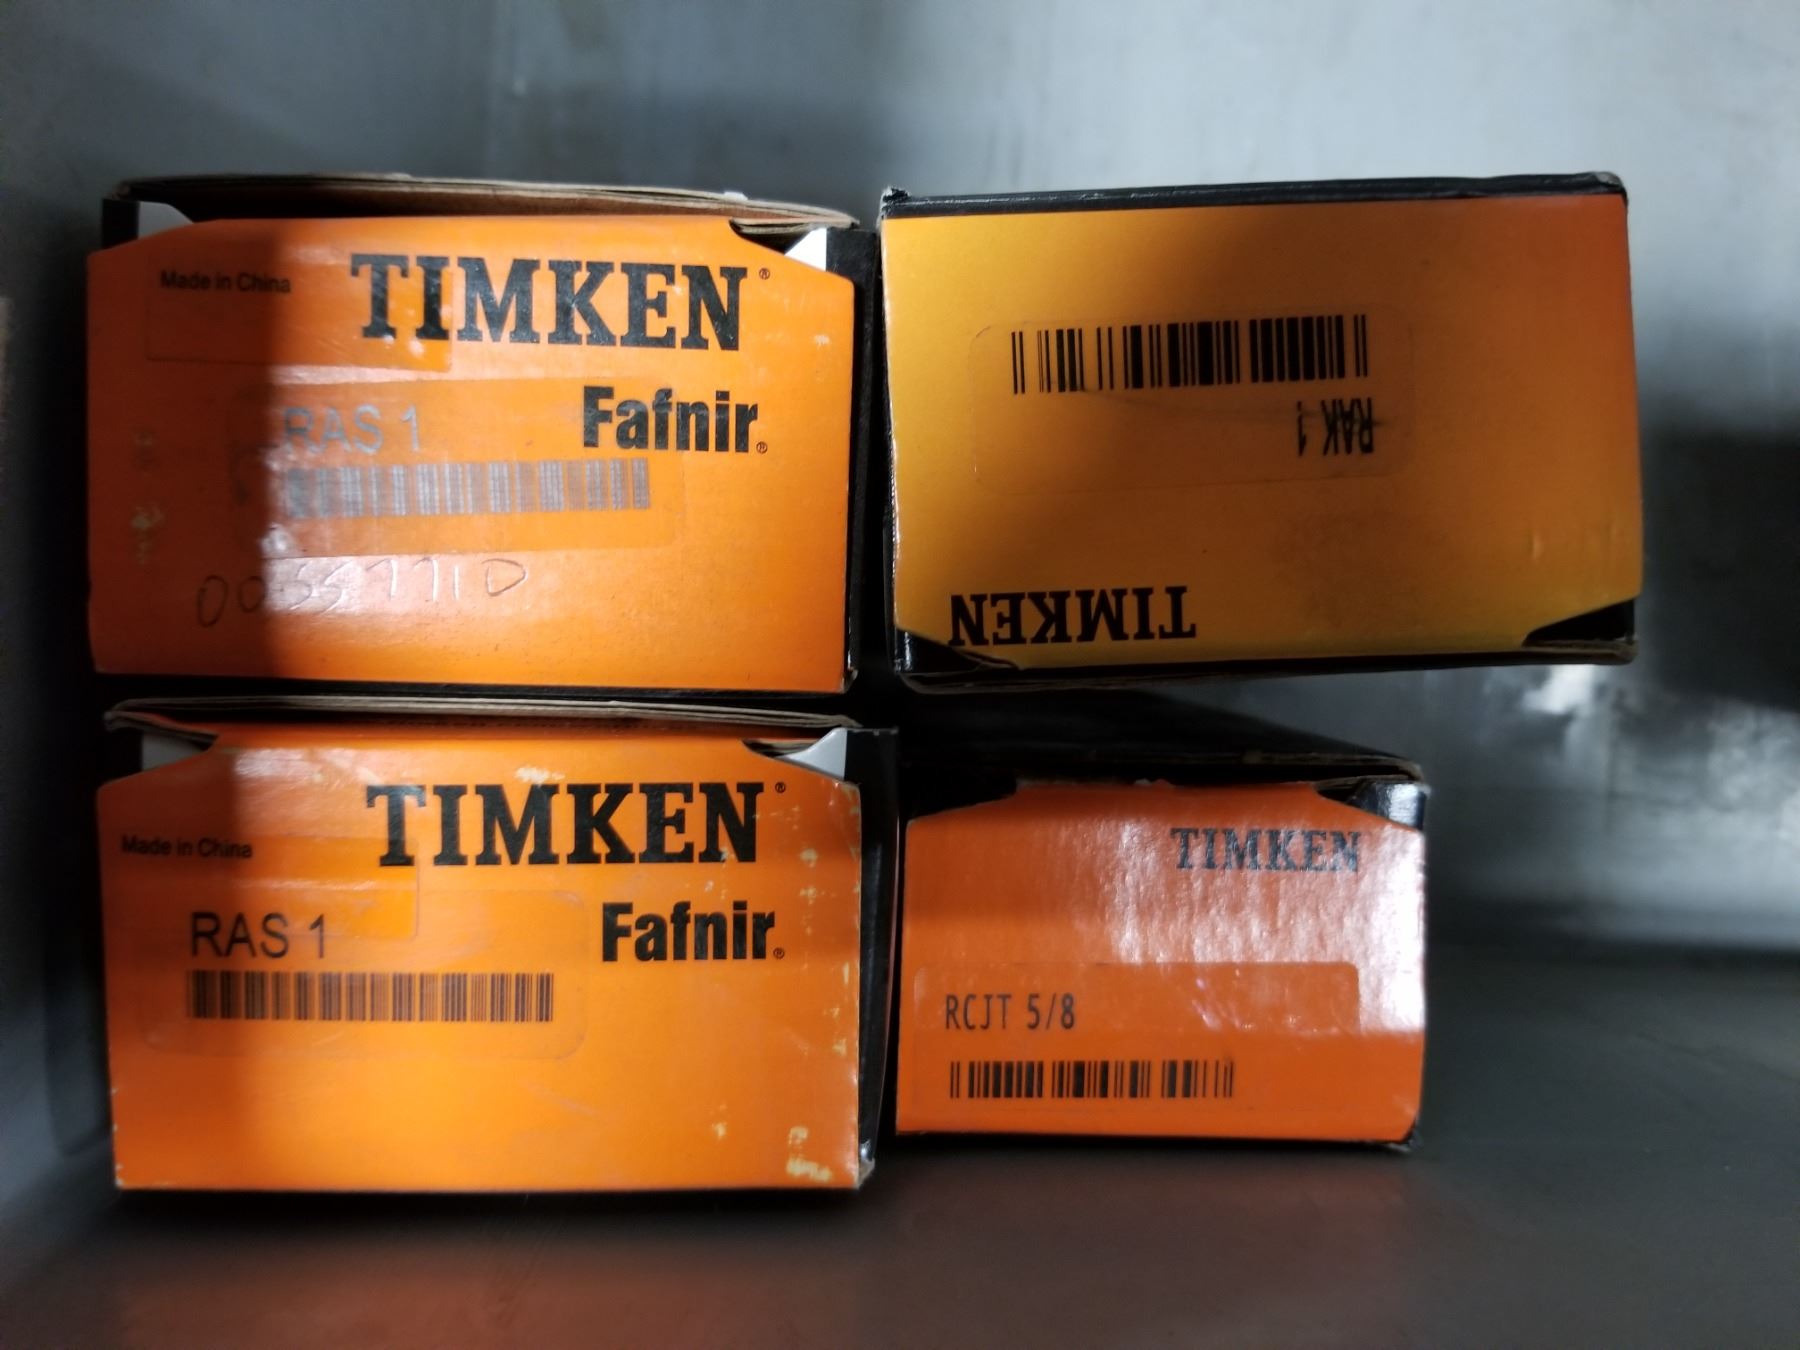 Made in China
TIMKEN®
Fafnir®
RAS 1
RAK 1
TIMKEN
TIMKEN®
Made in China
Fafnir®
RAS 1
TIMKEN
RCJT 5/8